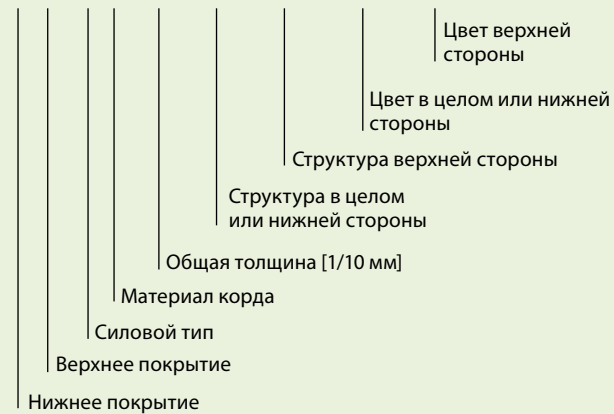 Цвет верхней
стороны
Цвет в целом или нижней
стороны
Структура верхней стороны
Структура в целом
или нижней стороны
Общая толщина [1/10 мм]
Материал корда
Силовой тип
Верхнее покрытие
Нижнее покрытие